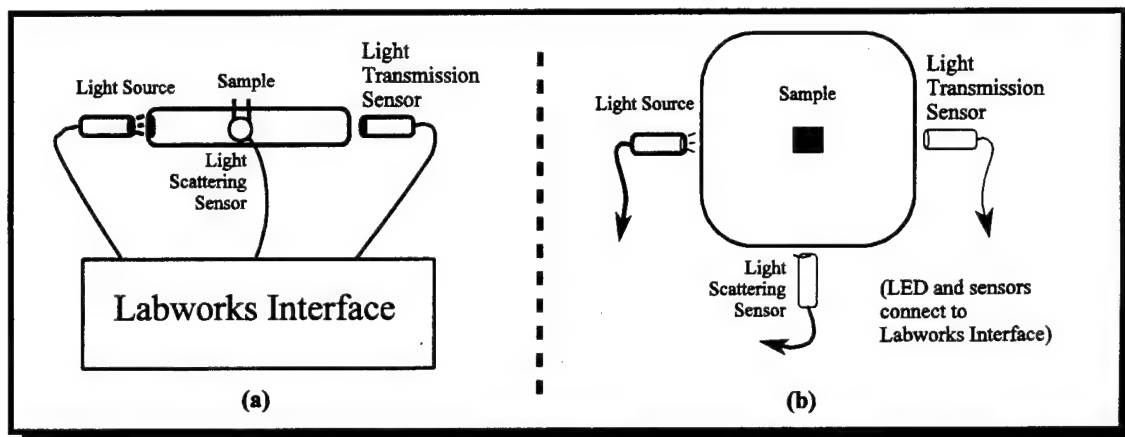 Light Source
Sample
Light
Transmission
Sensor
Light
Scattering
Sensor
Labworks Interface
(a)
Light Source
Sample
Light
Transmission
Sensor
Light
Scattering
Sensor
(LED and sensors
connect to
Labworks Interface)
(b)